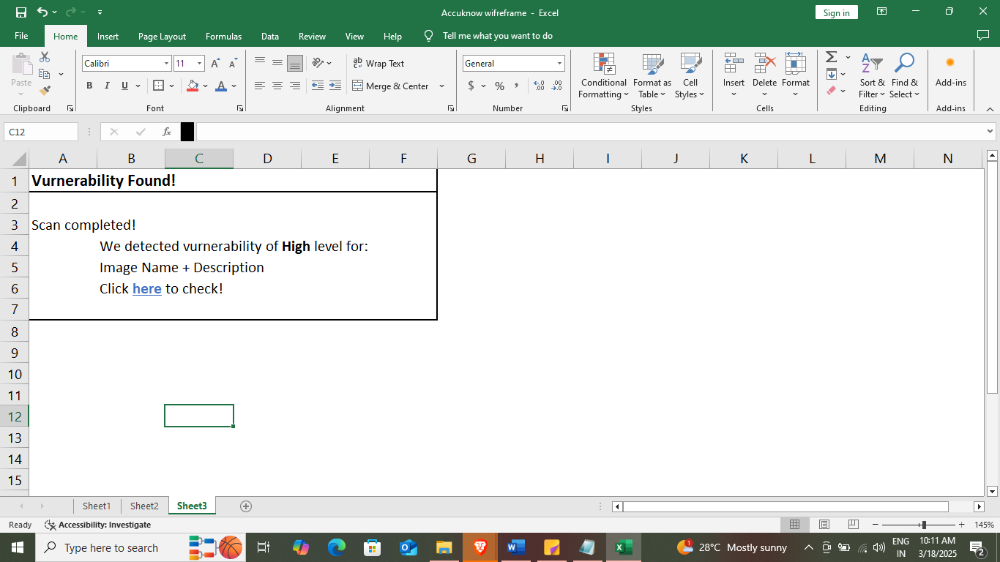 Accuknow wifreframe - Excel
Sign in
File Home Insert Page Layout Formulas Data Review View Help Tell me what you want to do
Paste
Clipboard
Calibri 11
A A
B I U A
Font
ab Wrap Text
Merge & Center
Alignment
General
$ % , .00
Number
Conditional Formatting
Format as Table
Cell Styles
Styles
Insert Delete Format
Cells
Σ
Sort & Filter
Find & Select
Editing
Add-ins
Add-ins
C12 fx
A B C D E F G H I J K L M N
1 Vurnerability Found!
2
3 Scan completed!
4 We detected vurnerability of High level for:
5 Image Name + Description
6 Click here to check!
7
8
9
10
11
12
13
14
15
Sheet1 Sheet2 Sheet3
Ready Accessibility: Investigate 145%
Type here to search
1 28°C Mostly sunny
ENG IN
10:11 AM
3/18/2025
2